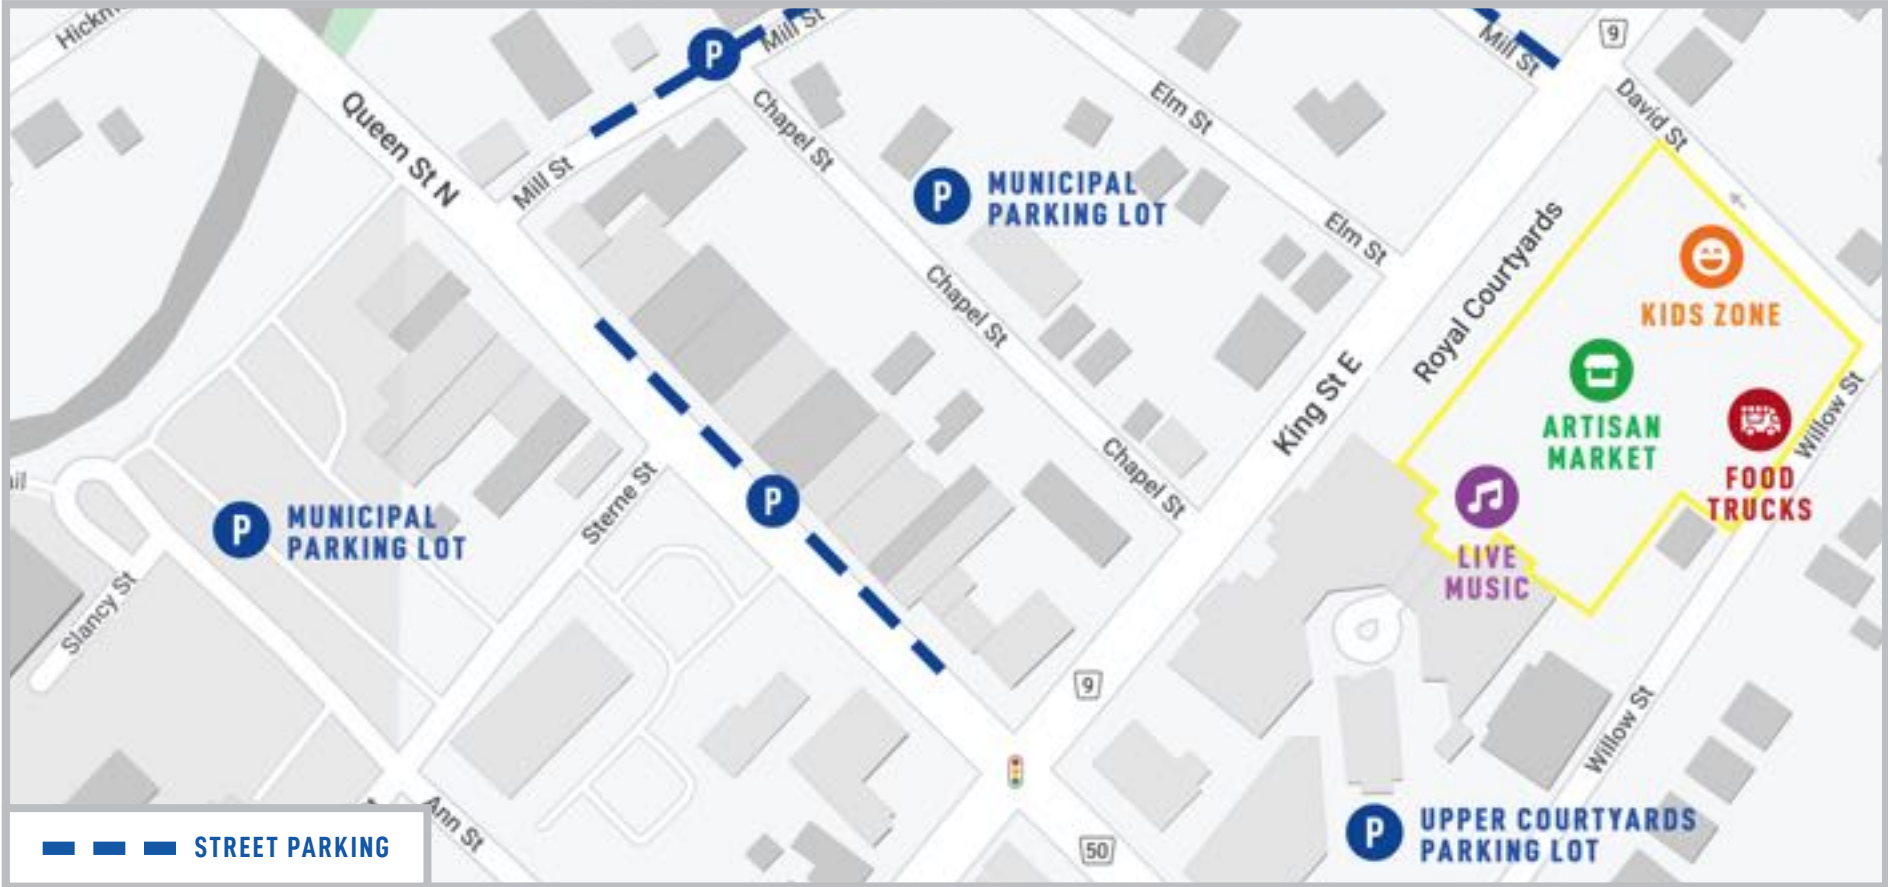 Mill St
9
Mill St
P
David St
Queen St N
Chapel St
Elm St
Mill St
P
MUNICIPAL
PARKING LOT
Elm St
Royal Courtyards
KIDS ZONE
Chapel St
King St E
ARTISAN
MARKET
Willow St
FOOD
TRUCKS
Chapel St
Sterne St
P
P
MUNICIPAL
PARKING LOT
LIVE
MUSIC
Slancy St
9
Willow St
50
P
UPPER COURTYARDS
PARKING LOT
Ann St
STREET PARKING